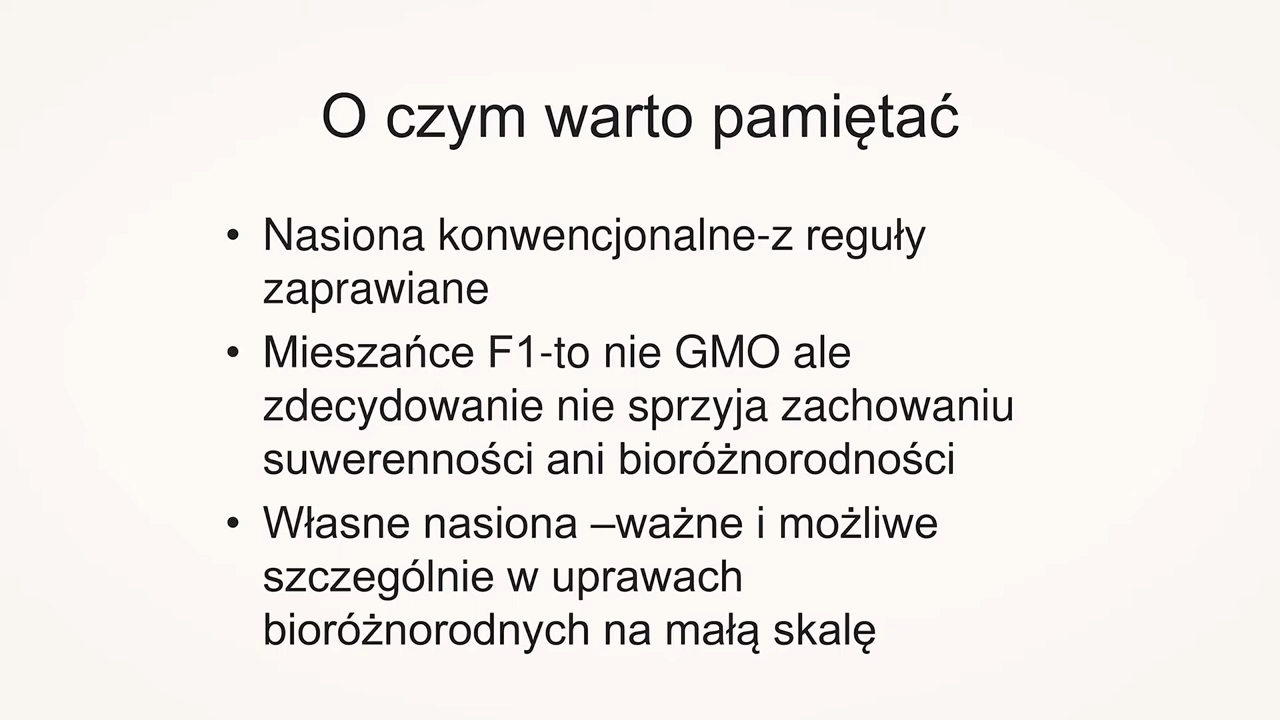 O czym warto pamiętać
• Nasiona konwencjonalne-z reguły
zaprawiane
• Mieszańce F1-to nie GMO ale
zdecydowanie nie sprzyja zachowaniu
suwerenności ani bioróżnorodności
• Własne nasiona –ważne i możliwe
szczególnie w uprawach
bioróżnorodnych na małą skalę